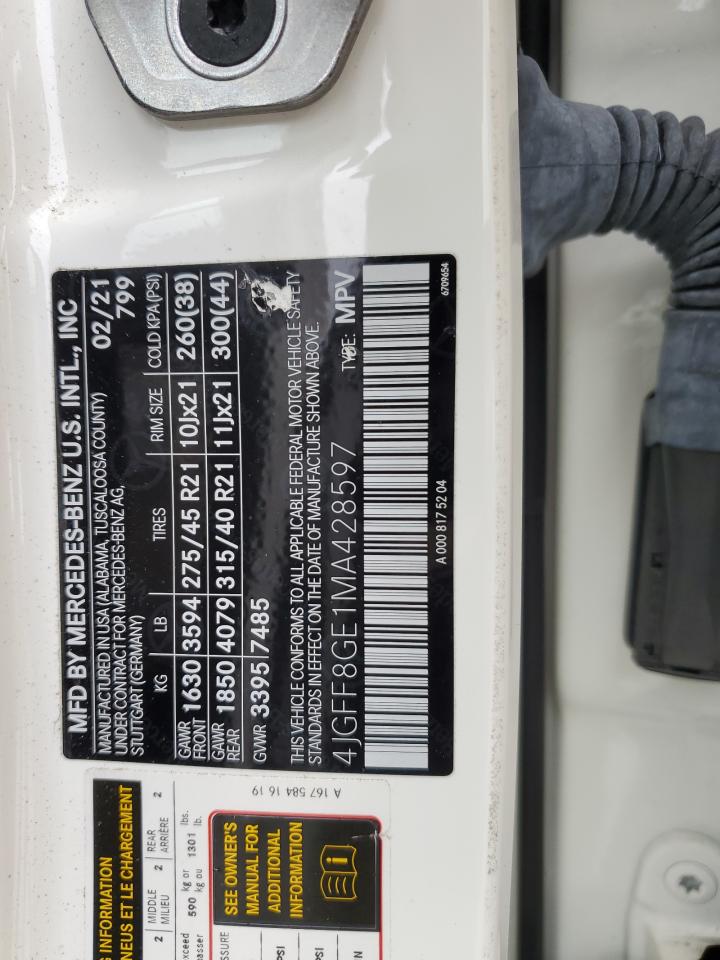 MFD BY MERCEDES-BENZ U.S. INTL., INC
MANUFACTURED IN USA (ALABAMA, TUSCALOOSA COUNTY) 02/21
UNDER CONTRACT FOR MERCEDES-BENZ AG, 799
STUTTGART (GERMANY)
KG LB TIRES RIM SIZE COLD KPA(PSI)
GAWR FRONT 1630 3594 275/45 R21 10Jx21 260(38)
GAWR REAR 1850 4079 315/40 R21 11Jx21 300(44)
GVWR 3395 7485
THIS VEHICLE CONFORMS TO ALL APPLICABLE FEDERAL MOTOR VEHICLE SAFETY
STANDARDS IN EFFECT ON THE DATE OF MANUFACTURE SHOWN ABOVE.
4JGFF8GE1MA428597 TYPE: MPV
A 000 817 52 04 6709654
A 167 584 16 19
INFORMATION
NEUS ET LE CHARGEMENT
2 MIDDLE 2 REAR 2
MILIEU ARRIÈRE
xceed 590 kg or 1301 lbs.
asser kg ou lb.
SEE OWNER'S
MANUAL FOR
ADDITIONAL
INFORMATION
SSURE
PSI
PSI